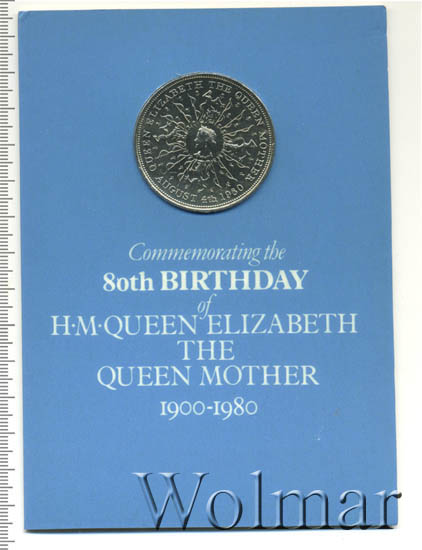 QUEEN ELIZABETH THE QUEEN MOTHER
AUGUST 4th 1980
Commemorating the
80th BIRTHDAY
of
H·M·QUEEN ELIZABETH
THE
QUEEN MOTHER
1900-1980
Wolmar